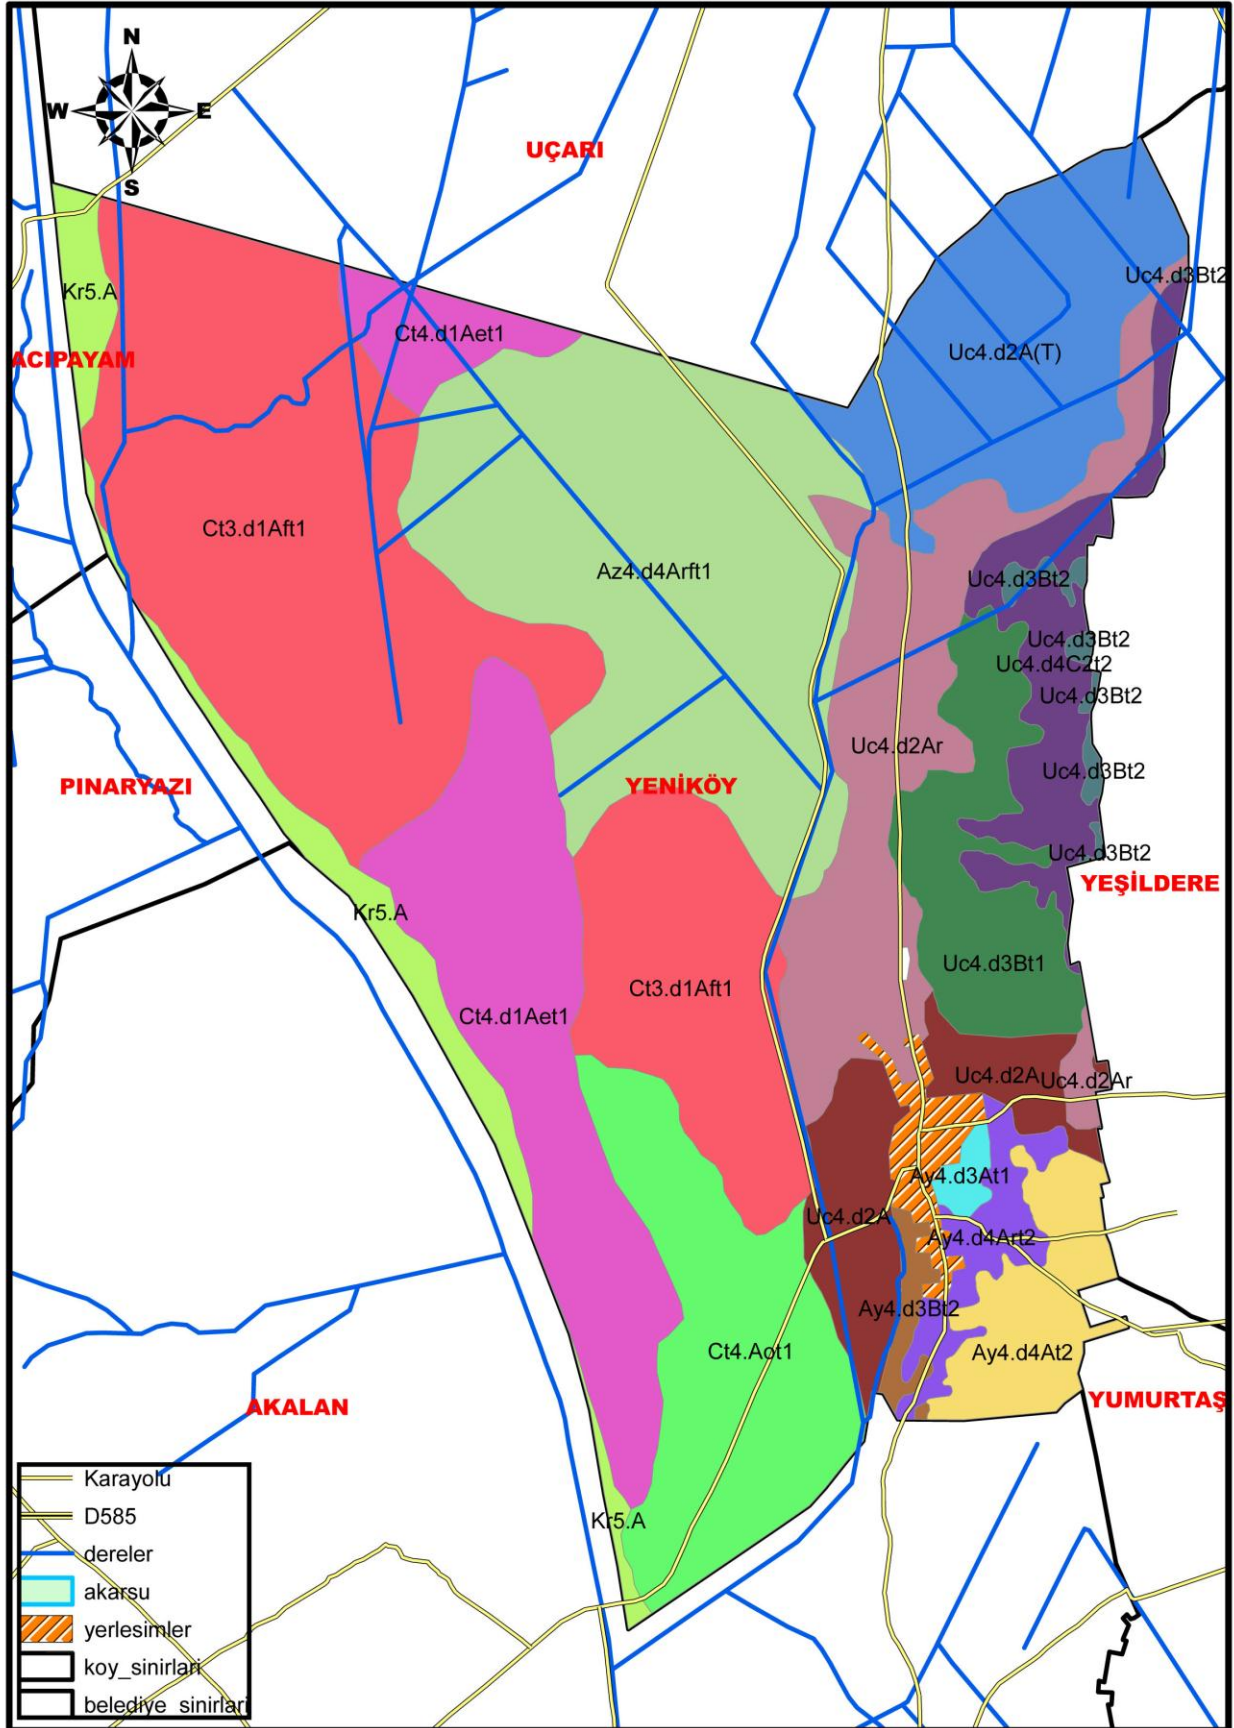 N
W E
S
UÇARI
Kr5.A
Uc4.d3Bt2
Ct4.d1Aet1
ACIPAYAM
Uc4.d2A(T)
Ct3.d1Aft1
Az4.d4Arft1
Uc4.d3Bt2
Uc4.d3Bt2
Uc4.d4C2t2
Uc4.d3Bt2
Uc4.d2Ar
Uc4.d3Bt2
PINARYAZI
YENİKÖY
Uc4.d3Bt2
YEŞİLDERE
Kr5.A
Uc4.d3Bt1
Ct3.d1Aft1
Ct4.d1Aet1
Uc4.d2A
Uc4.d2Ar
Ay4.d3At1
Uc4.d2A
Ay4.d4Art2
Ay4.d3Bt2
Ct4.Aot1
Ay4.d4At2
AKALAN
YUMURTAŞ
Kr5.A
Karayolu
D585
dereler
akarsu
yerlesimler
koy_sinirlari
belediye_sinirlari